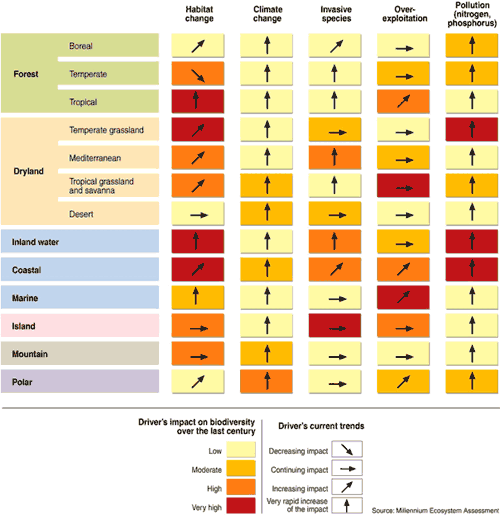 Habitat change
Climate change
Invasive species
Over-exploitation
Pollution (nitrogen, phosphorus)
Forest
Boreal
Temperate
Tropical
Dryland
Temperate grassland
Mediterranean
Tropical grassland
and savanna
Desert
Inland water
Coastal
Marine
Island
Mountain
Polar
Driver's impact on biodiversity
over the last century
Low
Moderate
High
Very high
Driver's current trends
Decreasing impact
Continuing impact
Increasing impact
Very rapid increase
of the impact
Source: Millennium Ecosystem Assessment